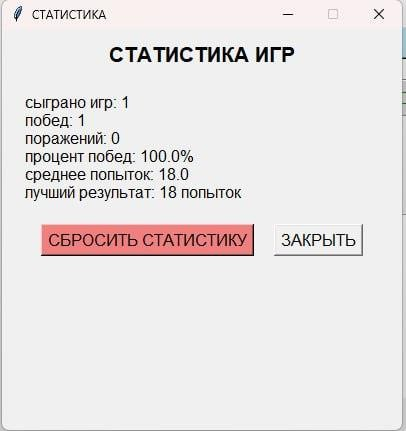 СТАТИСТИКА
СТАТИСТИКА ИГР
сыграно игр: 1
побед: 1
поражений: 0
процент побед: 100.0%
среднее попыток: 18.0
лучший результат: 18 попыток
СБРОСИТЬ СТАТИСТИКУ
ЗАКРЫТЬ